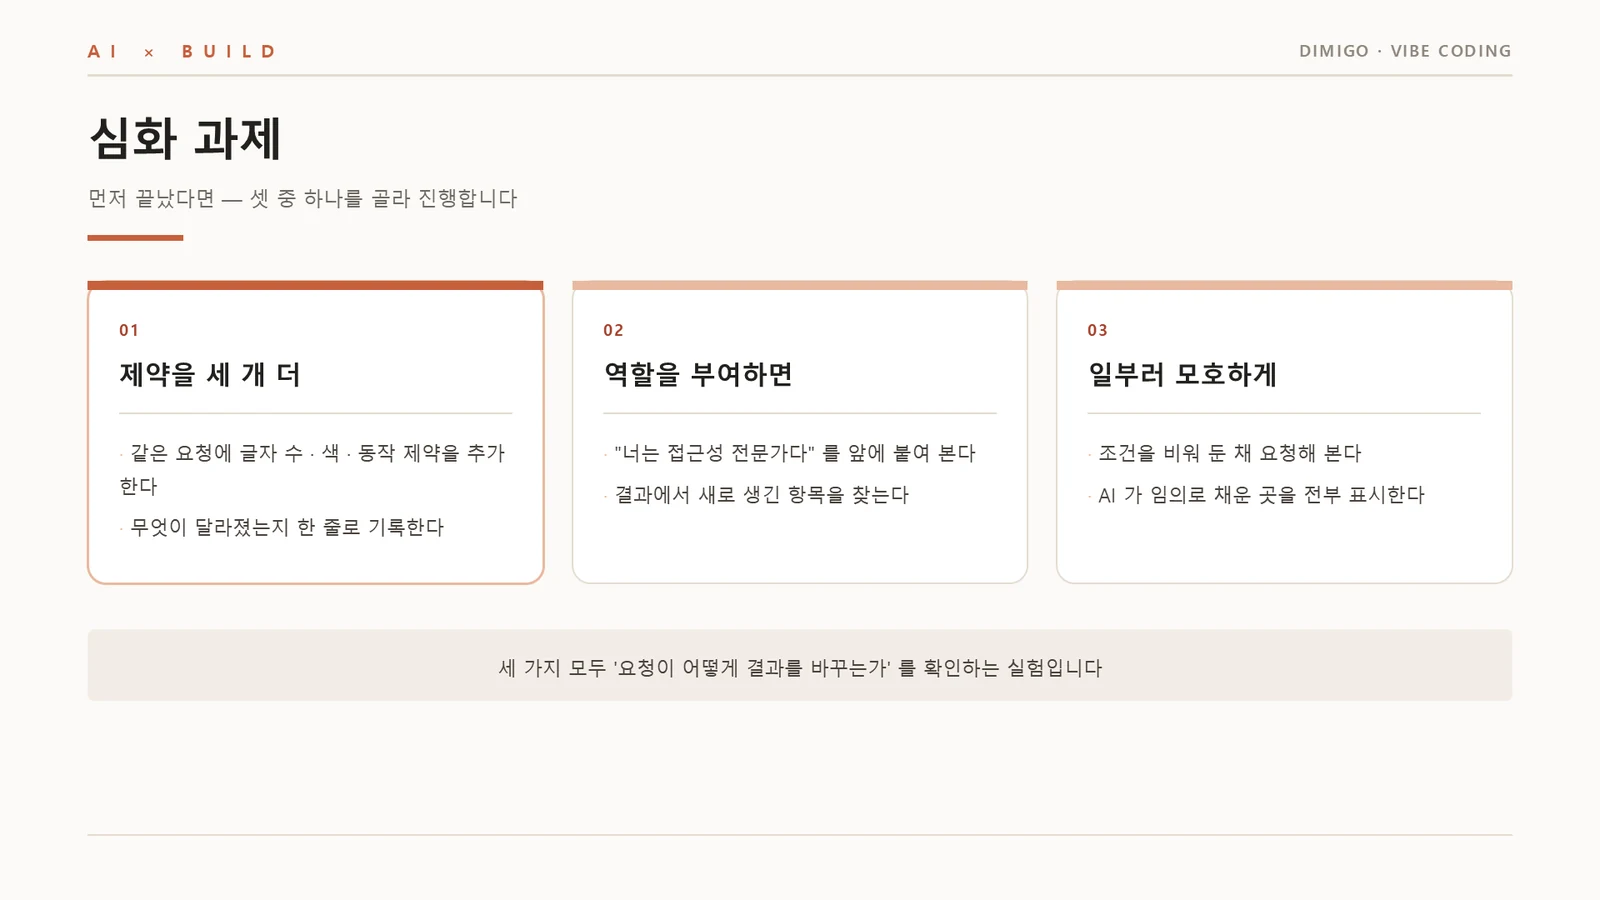 AI × BUILD
DIMIGO · VIBE CODING
심화 과제
먼저 끝났다면 — 셋 중 하나를 골라 진행합니다
01
제약을 세 개 더
· 같은 요청에 글자 수 · 색 · 동작 제약을 추가
한다
· 무엇이 달라졌는지 한 줄로 기록한다
02
역할을 부여하면
· "너는 접근성 전문가다" 를 앞에 붙여 본다
· 결과에서 새로 생긴 항목을 찾는다
03
일부러 모호하게
· 조건을 비워 둔 채 요청해 본다
· AI 가 임의로 채운 곳을 전부 표시한다
세 가지 모두 '요청이 어떻게 결과를 바꾸는가' 를 확인하는 실험입니다